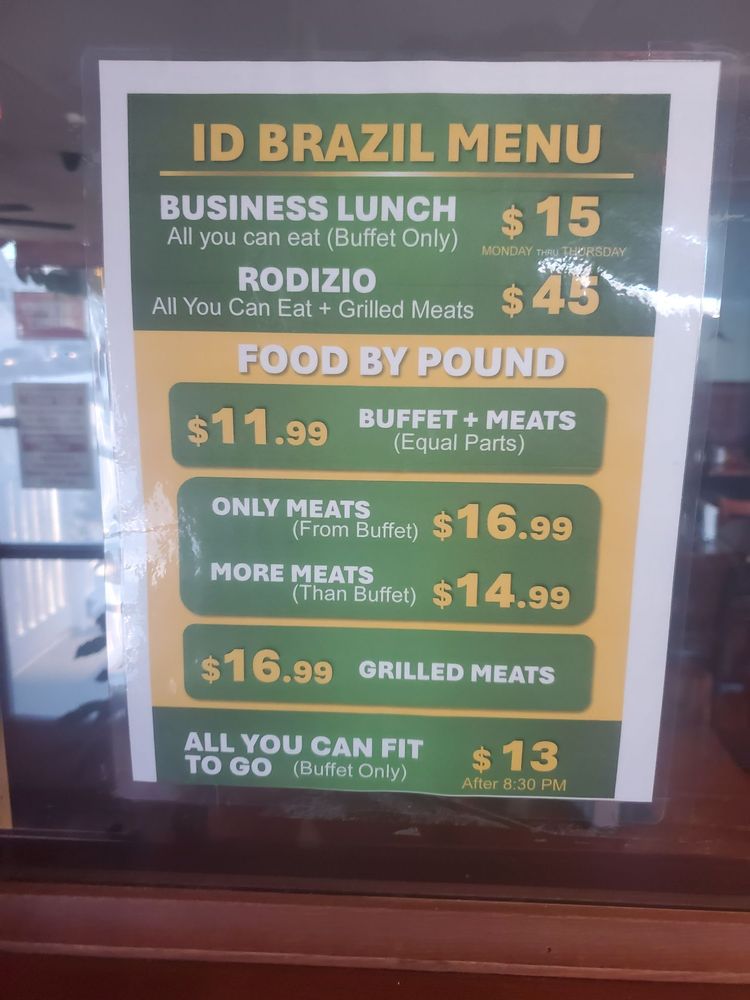 ID BRAZIL MENU
BUSINESS LUNCH $15
All you can eat (Buffet Only)
MONDAY THRU THURSDAY
RODIZIO
All You Can Eat + Grilled Meats $45
FOOD BY POUND
$11.99 BUFFET + MEATS
(Equal Parts)
ONLY MEATS
(From Buffet) $16.99
MORE MEATS
(Than Buffet) $14.99
$16.99 GRILLED MEATS
ALL YOU CAN FIT
TO GO (Buffet Only) $13
After 8:30 PM